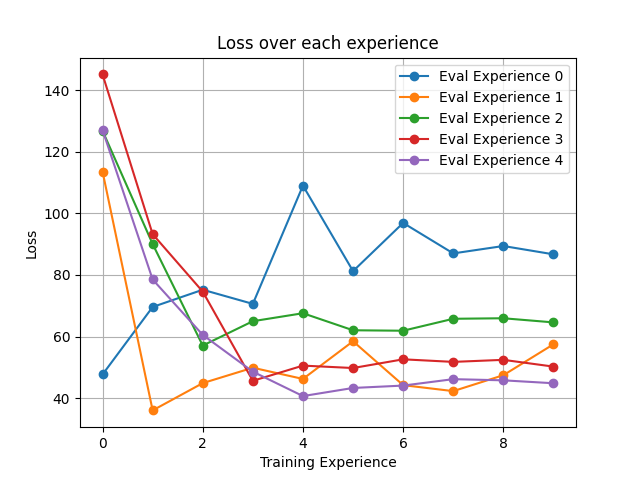 Loss over each experience
Eval Experience 0
Eval Experience 1
Eval Experience 2
Eval Experience 3
Eval Experience 4
140
120
100
80
60
40
Loss
0 2 4 6 8
Training Experience